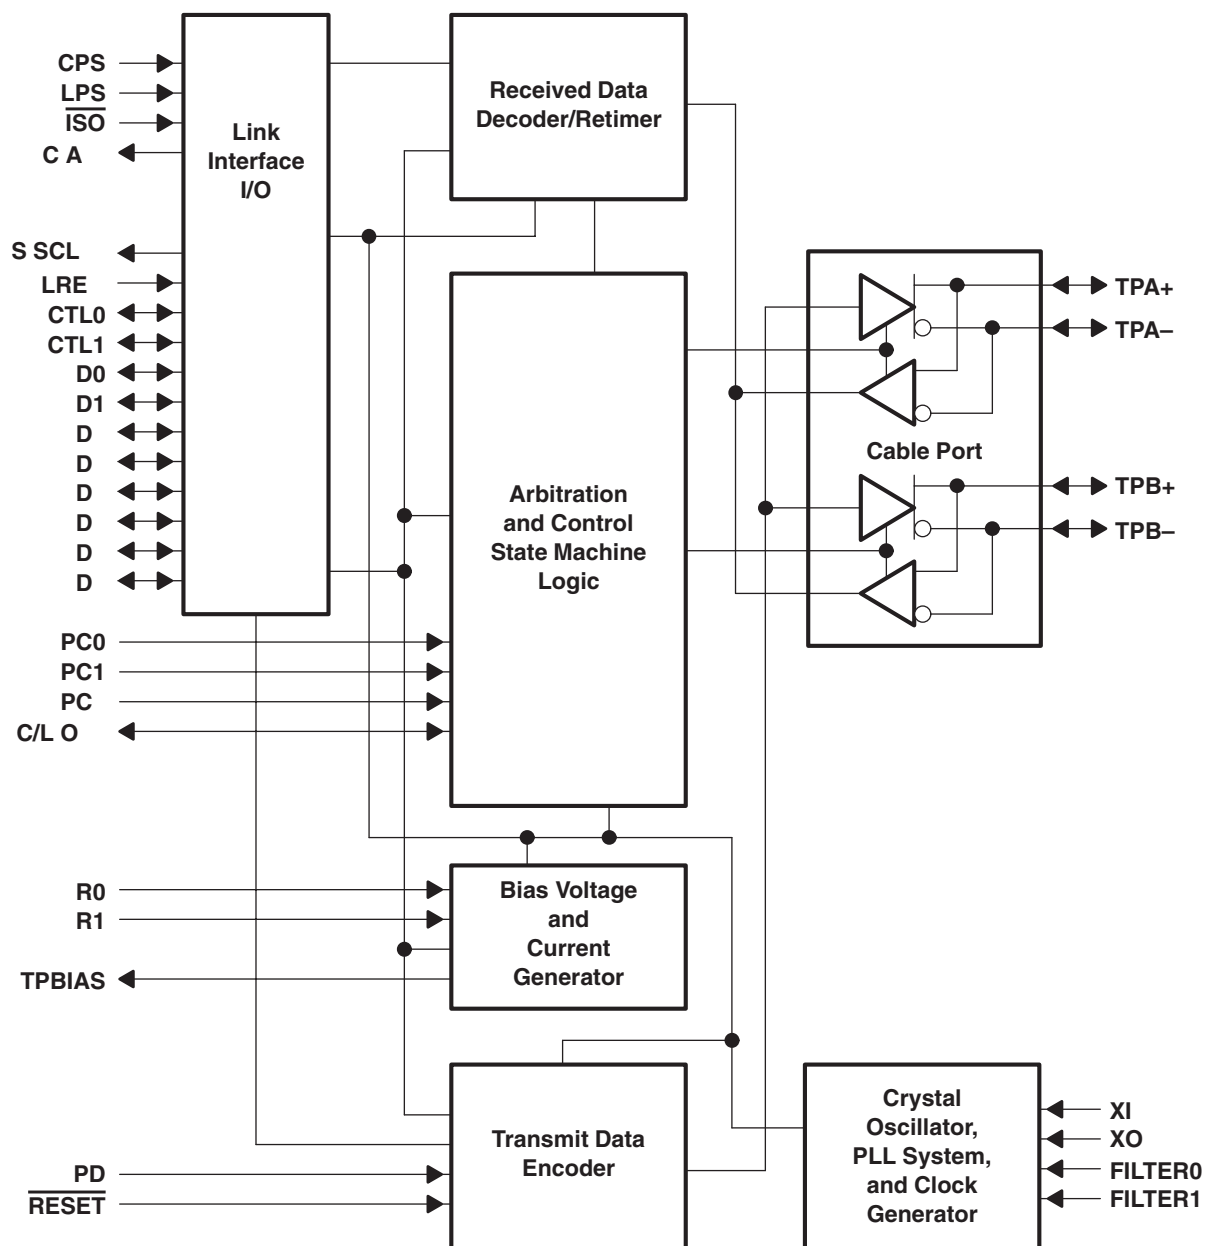 CPS
LPS
ISO
C A
S SCL
LRE
CTL0
CTL1
D0
D1
D
D
D
D
D
D
PC0
PC1
PC
C/L O
R0
R1
TPBIAS
PD
RESET
Link
Interface
I/O
Received Data
Decoder/Retimer
Arbitration
and Control
State Machine
Logic
Bias Voltage
and
Current
Generator
Transmit Data
Encoder
Cable Port
TPA+
TPA–
TPB+
TPB–
Crystal
Oscillator,
PLL System,
and Clock
Generator
XI
XO
FILTER0
FILTER1